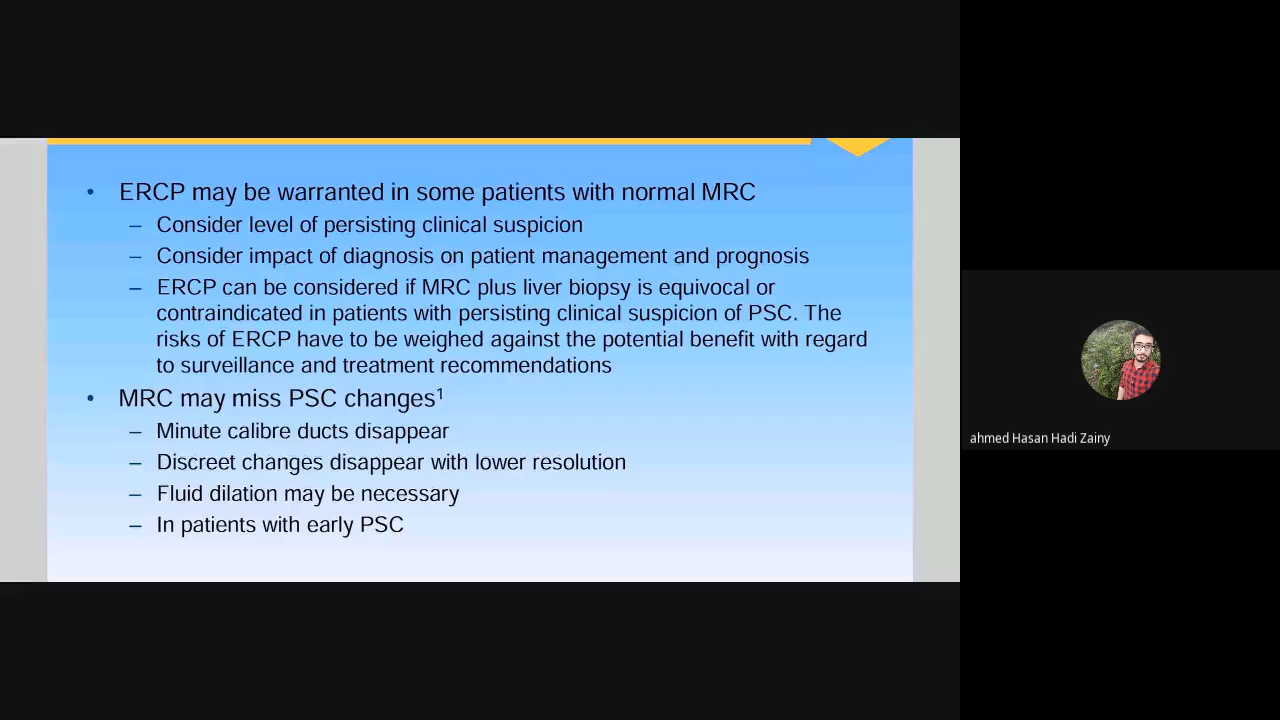 • ERCP may be warranted in some patients with normal MRC
– Consider level of persisting clinical suspicion
– Consider impact of diagnosis on patient management and prognosis
– ERCP can be considered if MRC plus liver biopsy is equivocal or
contraindicated in patients with persisting clinical suspicion of PSC. The
risks of ERCP have to be weighed against the potential benefit with regard
to surveillance and treatment recommendations
• MRC may miss PSC changes¹
– Minute calibre ducts disappear
– Discreet changes disappear with lower resolution
– Fluid dilation may be necessary
– In patients with early PSC
ahmed Hasan Hadi Zainy